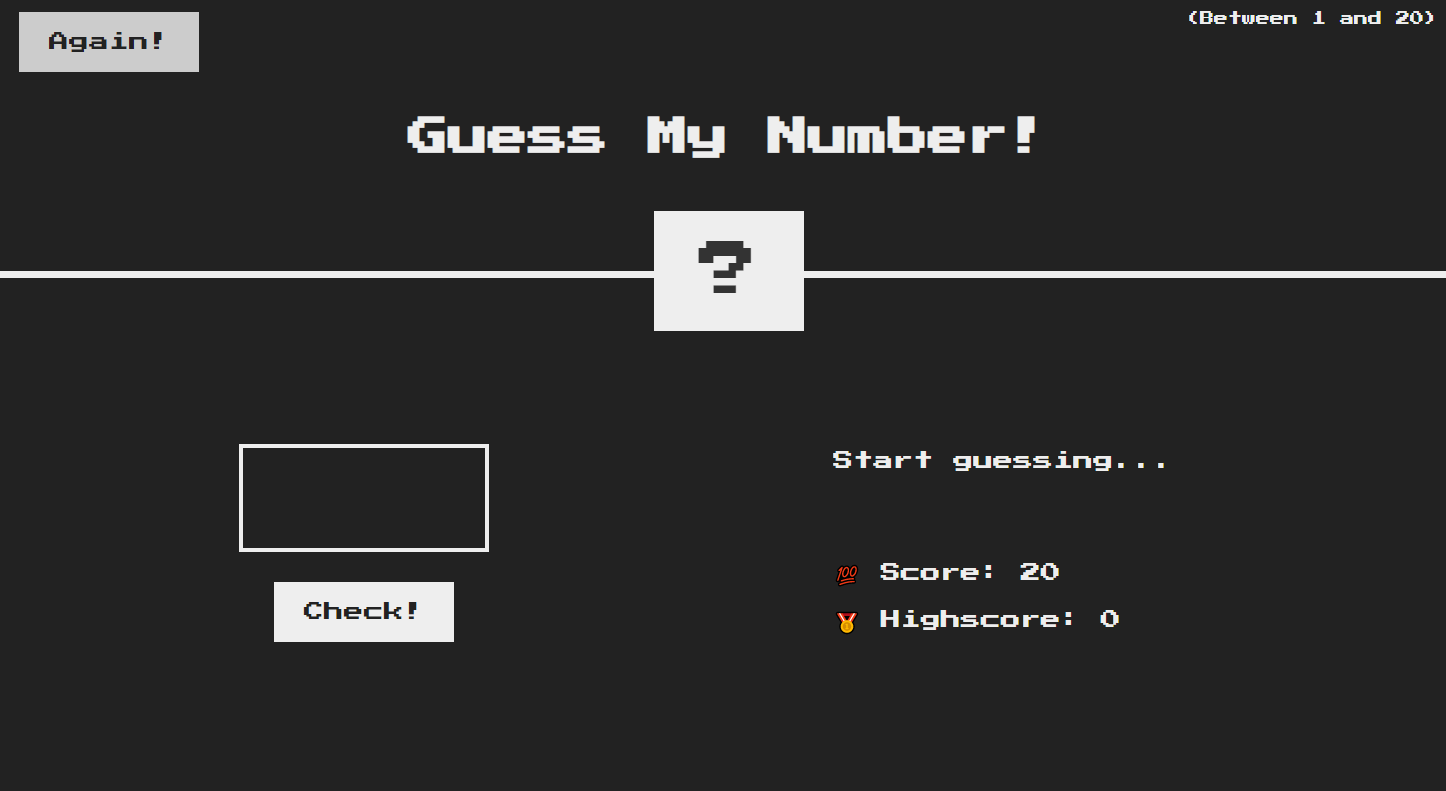 Again!
(Between 1 and 20)
Guess My Number!
?
Start guessing...
Check!
💯 Score: 20
🥇 Highscore: 0